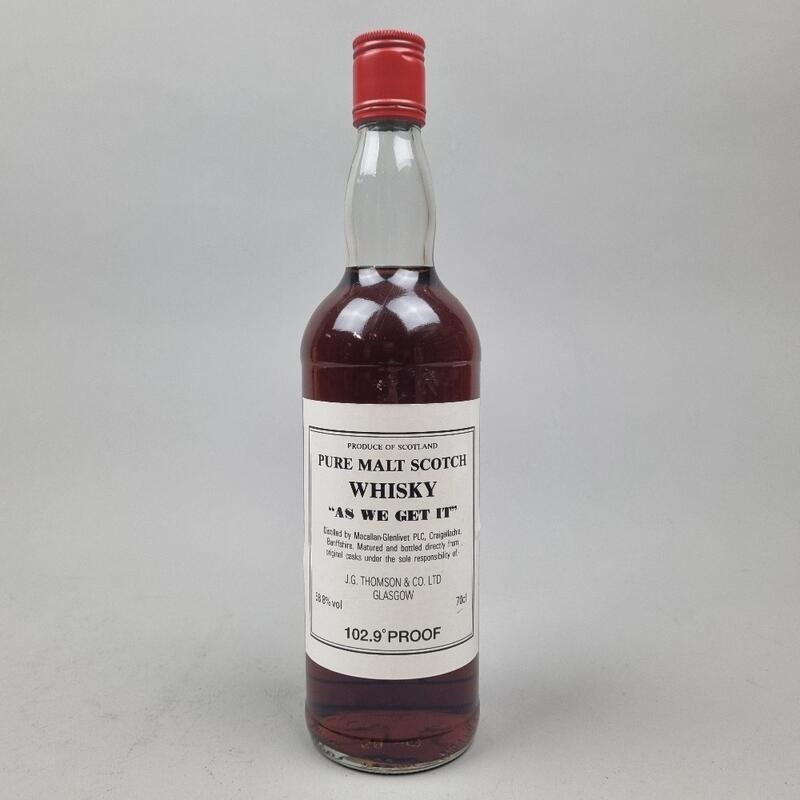 PRODUCE OF SCOTLAND
PURE MALT SCOTCH
WHISKY
"AS WE GET IT"
Distilled by Macallan-Glenlivet PLC, Craigellachie,
Banffshire, Matured and bottled directly from
original casks under the sole responsibility of-
J.G. THOMSON & CO. LTD
GLASGOW
58.8% vol
70cl
102.9° PROOF